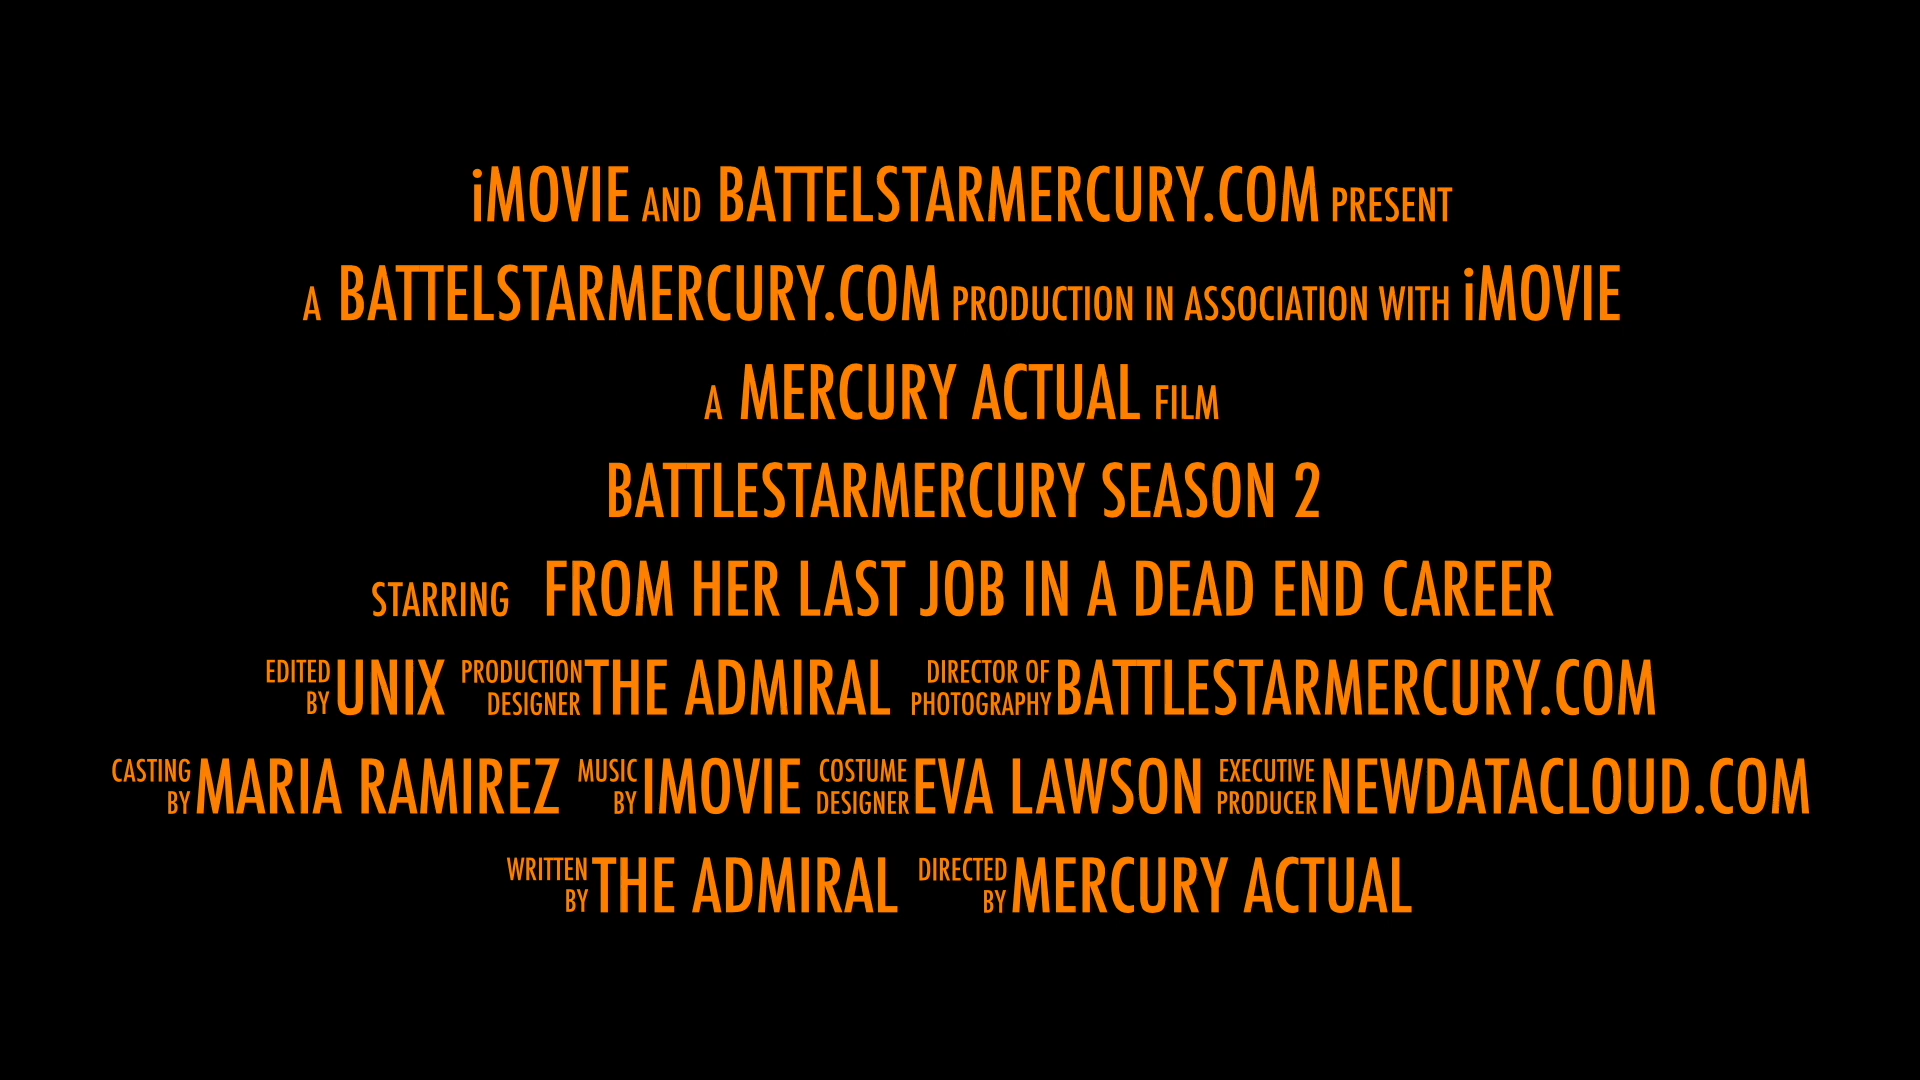 iMOVIE AND BATTELSTARMERCURY.COM PRESENT
A BATTELSTARMERCURY.COM PRODUCTION IN ASSOCIATION WITH iMOVIE
A MERCURY ACTUAL FILM
BATTLESTARMERCURY SEASON 2
STARRING FROM HER LAST JOB IN A DEAD END CAREER
EDITED BY UNIX PRODUCTION DESIGNER THE ADMIRAL DIRECTOR OF PHOTOGRAPHY BATTLESTARMERCURY.COM
CASTING BY MARIA RAMIREZ MUSIC BY IMOVIE COSTUME DESIGNER EVA LAWSON EXECUTIVE PRODUCER NEWDATACLOUD.COM
WRITTEN BY THE ADMIRAL DIRECTED BY MERCURY ACTUAL